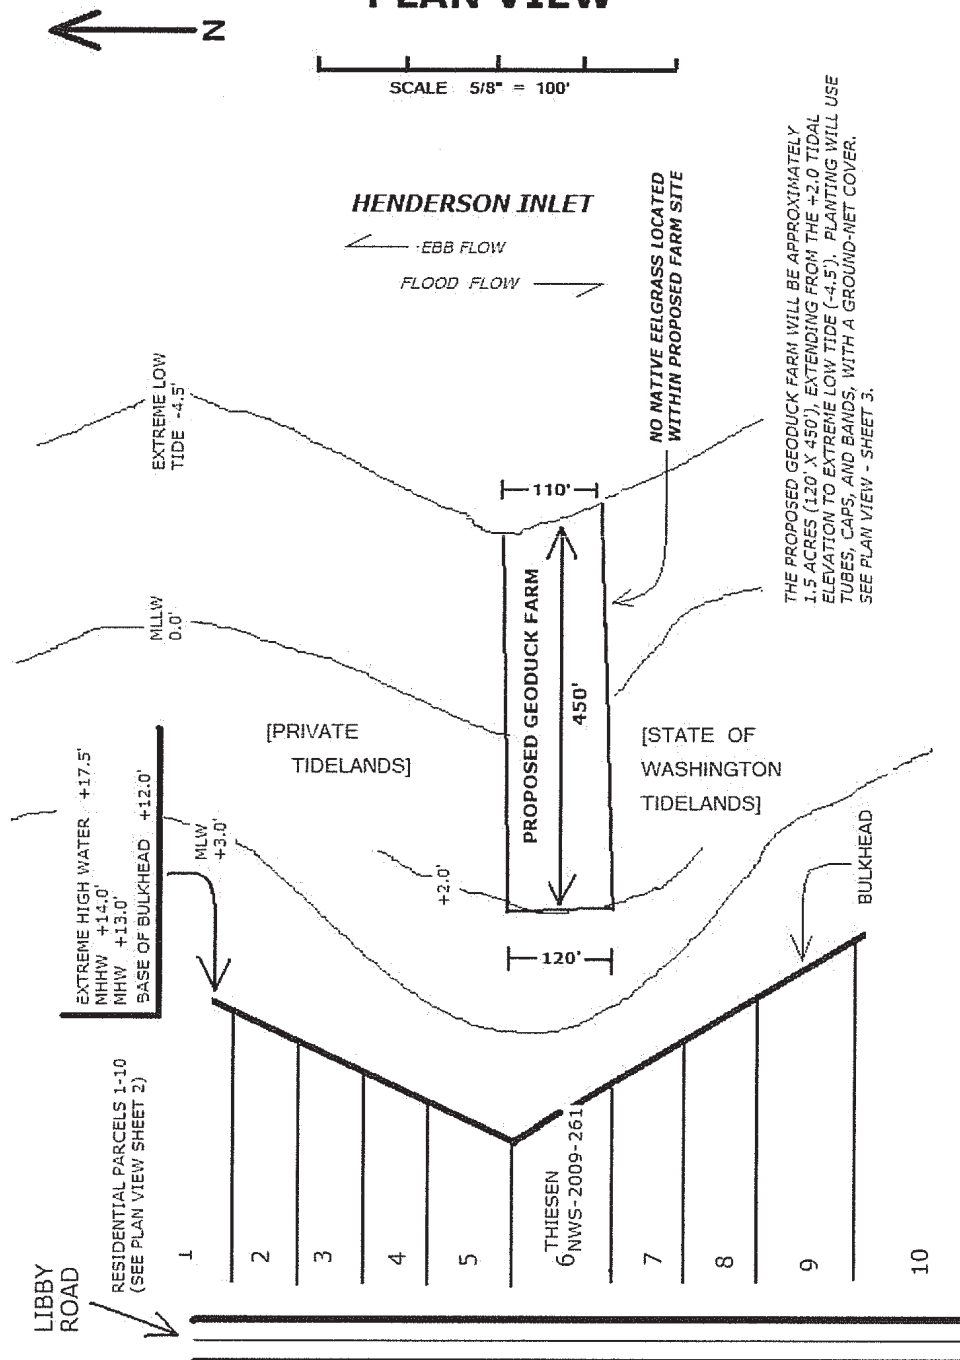 PLAN VIEW
N
SCALE 5/8" = 100'
HENDERSON INLET
EBB FLOW
FLOOD FLOW
NO NATIVE EELGRASS LOCATED
WITHIN PROPOSED FARM SITE
THE PROPOSED GEODUCK FARM WILL BE APPROXIMATELY
1.5 ACRES (120' X 450'), EXTENDING FROM THE +2.0 TIDAL
ELEVATION TO EXTREME LOW TIDE (-4.5'). PLANTING WILL USE
TUBES, CAPS, AND BANDS, WITH A GROUND-NET COVER.
SEE PLAN VIEW - SHEET 3.
EXTREME LOW
TIDE -4.5'
110'
MLLW
0.0'
PROPOSED GEODUCK FARM
450'
[PRIVATE
TIDELANDS]
[STATE OF
WASHINGTON
TIDELANDS]
EXTREME HIGH WATER +17.5'
MHHW +14.0'
MHW +13.0'
BASE OF BULKHEAD +12.0'
MLW
+3.0'
+2.0'
BULKHEAD
120'
RESIDENTIAL PARCELS 1-10
(SEE PLAN VIEW SHEET 2)
THIESEN
NWS-2009-261
1
2
3
4
5
6
7
8
9
10
LIBBY
ROAD